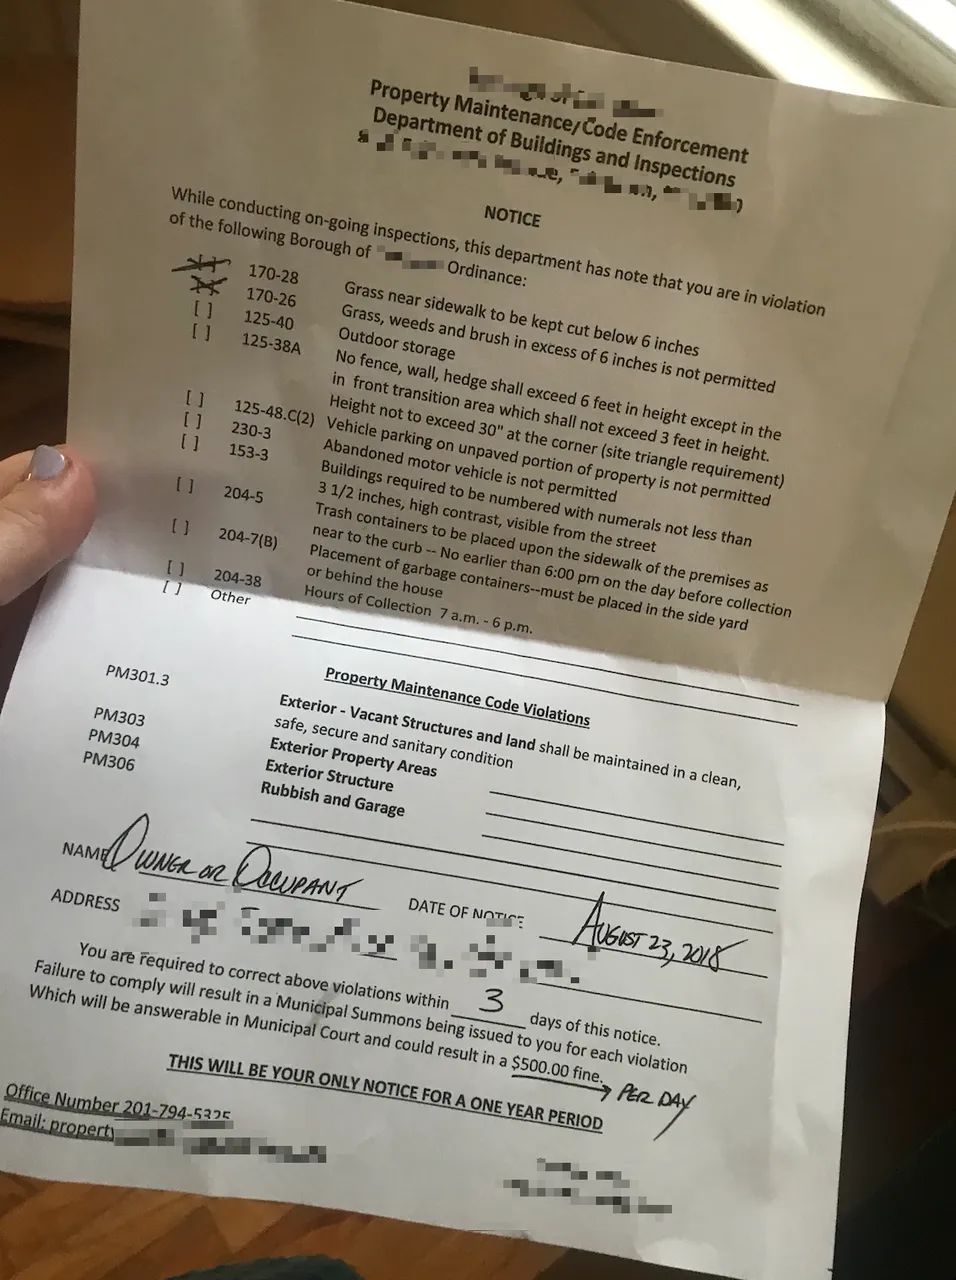 Property Maintenance/Code Enforcement
Department of Buildings and Inspections
NOTICE
While conducting on-going inspections, this department has note that you are in violation
of the following Borough of Ordinance:
170-28 Grass near sidewalk to be kept cut below 6 inches
170-26 Grass, weeds and brush in excess of 6 inches is not permitted
[ ] 125-40 Outdoor storage
[ ] 125-38A No fence, wall, hedge shall exceed 6 feet in height except in the
in front transition area which shall not exceed 3 feet in height.
Height not to exceed 30" at the corner (site triangle requirement)
[ ] 125-48.C(2) Vehicle parking on unpaved portion of property is not permitted
[ ] 230-3 Abandoned motor vehicle is not permitted
[ ] 153-3 Buildings required to be numbered with numerals not less than
3 1/2 inches, high contrast, visible from the street
[ ] 204-5 Trash containers to be placed upon the sidewalk of the premises as
near to the curb -- No earlier than 6:00 pm on the day before collection
[ ] 204-7(B) Placement of garbage containers--must be placed in the side yard
or behind the house
[ ] 204-38 Hours of Collection 7 a.m. - 6 p.m.
[ ] Other
Property Maintenance Code Violations
PM301.3 Exterior - Vacant Structures and land shall be maintained in a clean,
safe, secure and sanitary condition
PM303 Exterior Property Areas
PM304 Exterior Structure
PM306 Rubbish and Garage
NAME OWNER OR OCCUPANT DATE OF NOTICE AUGUST 23, 2018
ADDRESS
You are required to correct above violations within 3 days of this notice.
Failure to comply will result in a Municipal Summons being issued to you for each violation
Which will be answerable in Municipal Court and could result in a $500.00 fine. PER DAY
THIS WILL BE YOUR ONLY NOTICE FOR A ONE YEAR PERIOD
Office Number 201-794-5325
Email: property